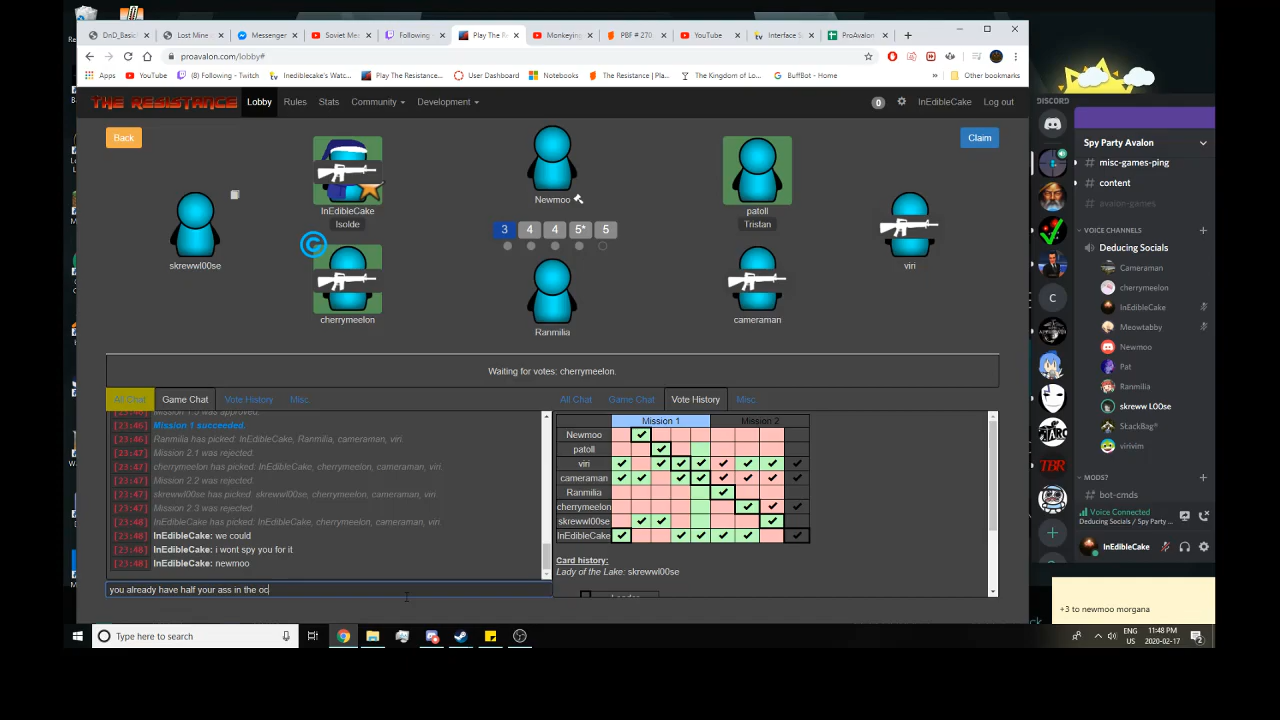 DnD_Basic
Lost Mine
Messenger
Soviet Me
Following
Play The R
Monkeying
PBF # 270
YouTube
Interface S
ProAvalon
proavalon.com/lobby#
Apps
YouTube
(8) Following - Twitch
Inediblecake's Watc...
Play The Resistance...
User Dashboard
Notebooks
The Resistance | Pla...
The Kingdom of Lo...
BuffBot - Home
»
Other bookmarks
THE RESISTANCE
Lobby
Rules
Stats
Community
Development
0
InEdibleCake
Log out
Back
Claim
skrewwl00se
InEdibleCake
Isolde
cherrymeelon
Newmoo
3 4 4 5* 5
Ranmilia
patoll
Tristan
cameraman
viri
Waiting for votes: cherrymeelon.
All Chat
Game Chat
Vote History
Misc
Mission 1.5 was approved.
[23:46] Mission 1 succeeded.
[23:46] Ranmilia has picked: InEdibleCake, Ranmilia, cameraman, viri.
[23:47] Mission 2.1 was rejected.
[23:47] cherrymeelon has picked: InEdibleCake, cherrymeelon, cameraman, viri.
[23:47] Mission 2.2 was rejected.
[23:47] skrewwl00se has picked: skrewwl00se, cherrymeelon, cameraman, viri.
[23:48] Mission 2.3 was rejected.
[23:48] InEdibleCake has picked: InEdibleCake, cherrymeelon, cameraman, viri.
[23:48] InEdibleCake: we could
[23:48] InEdibleCake: i wont spy you for it
[23:48] InEdibleCake: newmoo
you already have half your ass in the oc
All Chat
Game Chat
Vote History
Misc
Mission 1
Mission 2
Newmoo
patoll
viri
cameraman
Ranmilia
cherrymeelon
skrewwl00se
InEdibleCake
Card history:
Lady of the Lake: skrewwl00se
Leader
DISCORD
Spy Party Avalon
misc-games-ping
content
avalon-games
VOICE CHANNELS
Deducing Socials
Cameraman
cherrymeelon
InEdibleCake
Meowtabby
Newmoo
Pat
Ranmilia
skreww L00se
StackBag*
virivim
MODS?
bot-cmds
Voice Connected
Deducing Socials / Spy Party ...
InEdibleCake
+3 to newmoo morgana
Type here to search
ENG
US
11:48 PM
2020-02-17
2